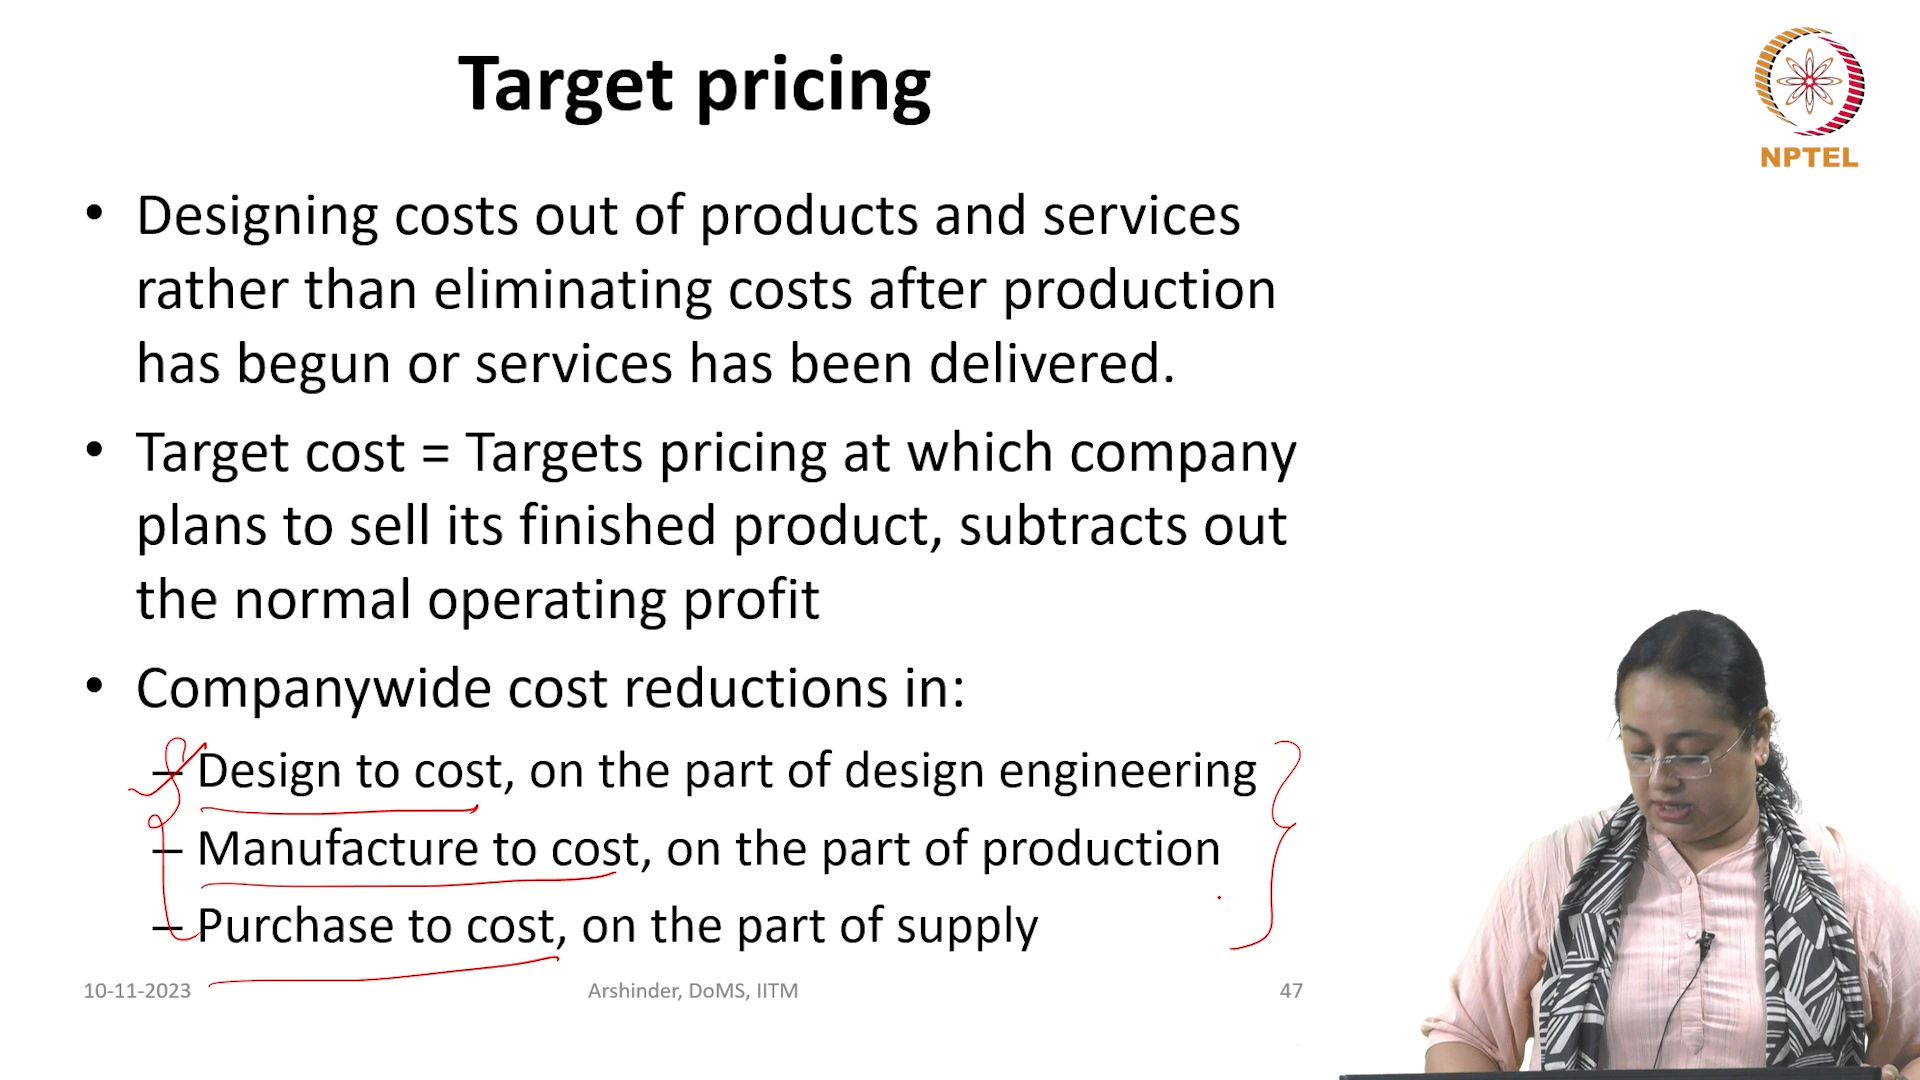 Target pricing
NPTEL
• Designing costs out of products and services
rather than eliminating costs after production
has begun or services has been delivered.
• Target cost = Targets pricing at which company
plans to sell its finished product, subtracts out
the normal operating profit
• Companywide cost reductions in:
– Design to cost, on the part of design engineering
– Manufacture to cost, on the part of production
– Purchase to cost, on the part of supply
10-11-2023
Arshinder, DoMS, IITM
47